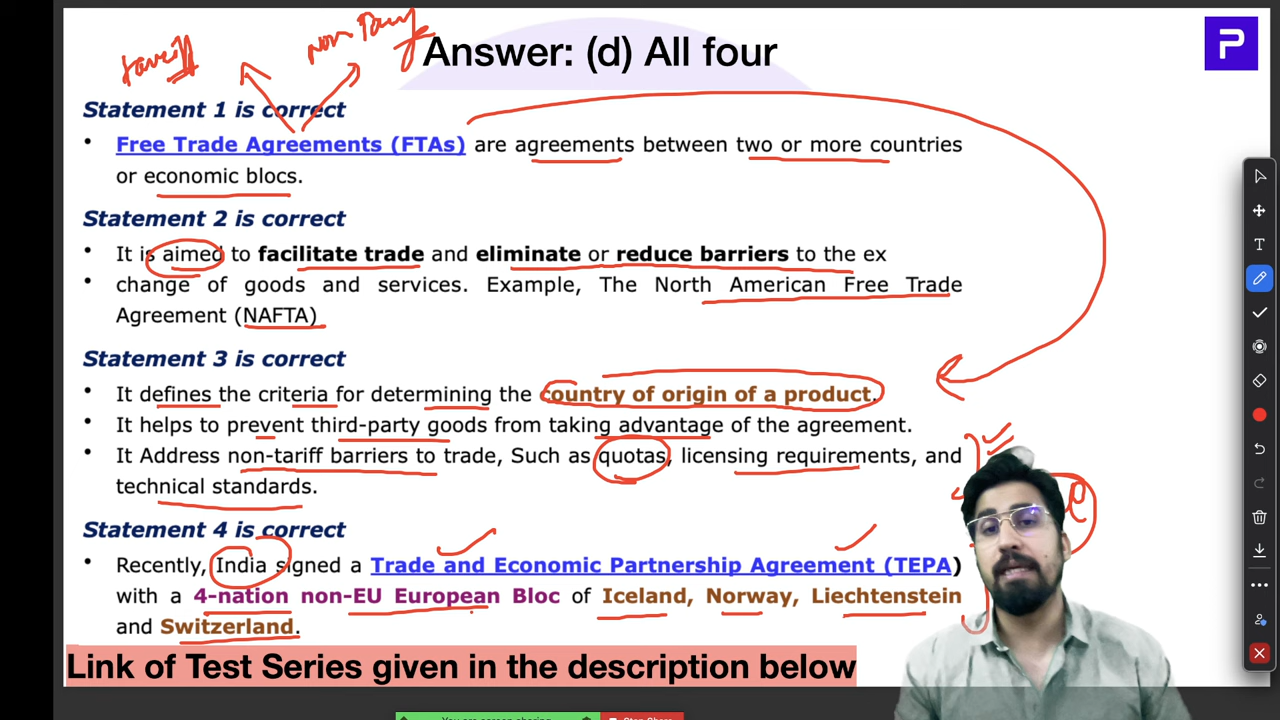 tariff
non Tariff
Answer: (d) All four
P
Statement 1 is correct
• Free Trade Agreements (FTAs) are agreements between two or more countries
or economic blocs.
Statement 2 is correct
• It is aimed to facilitate trade and eliminate or reduce barriers to the ex
• change of goods and services. Example, The North American Free Trade
Agreement (NAFTA)
Statement 3 is correct
• It defines the criteria for determining the country of origin of a product.
• It helps to prevent third-party goods from taking advantage of the agreement.
• It Address non-tariff barriers to trade, Such as quotas, licensing requirements, and
technical standards.
Statement 4 is correct
• Recently, India signed a Trade and Economic Partnership Agreement (TEPA)
with a 4-nation non-EU European Bloc of Iceland, Norway, Liechtenstein
and Switzerland.
Link of Test Series given in the description below